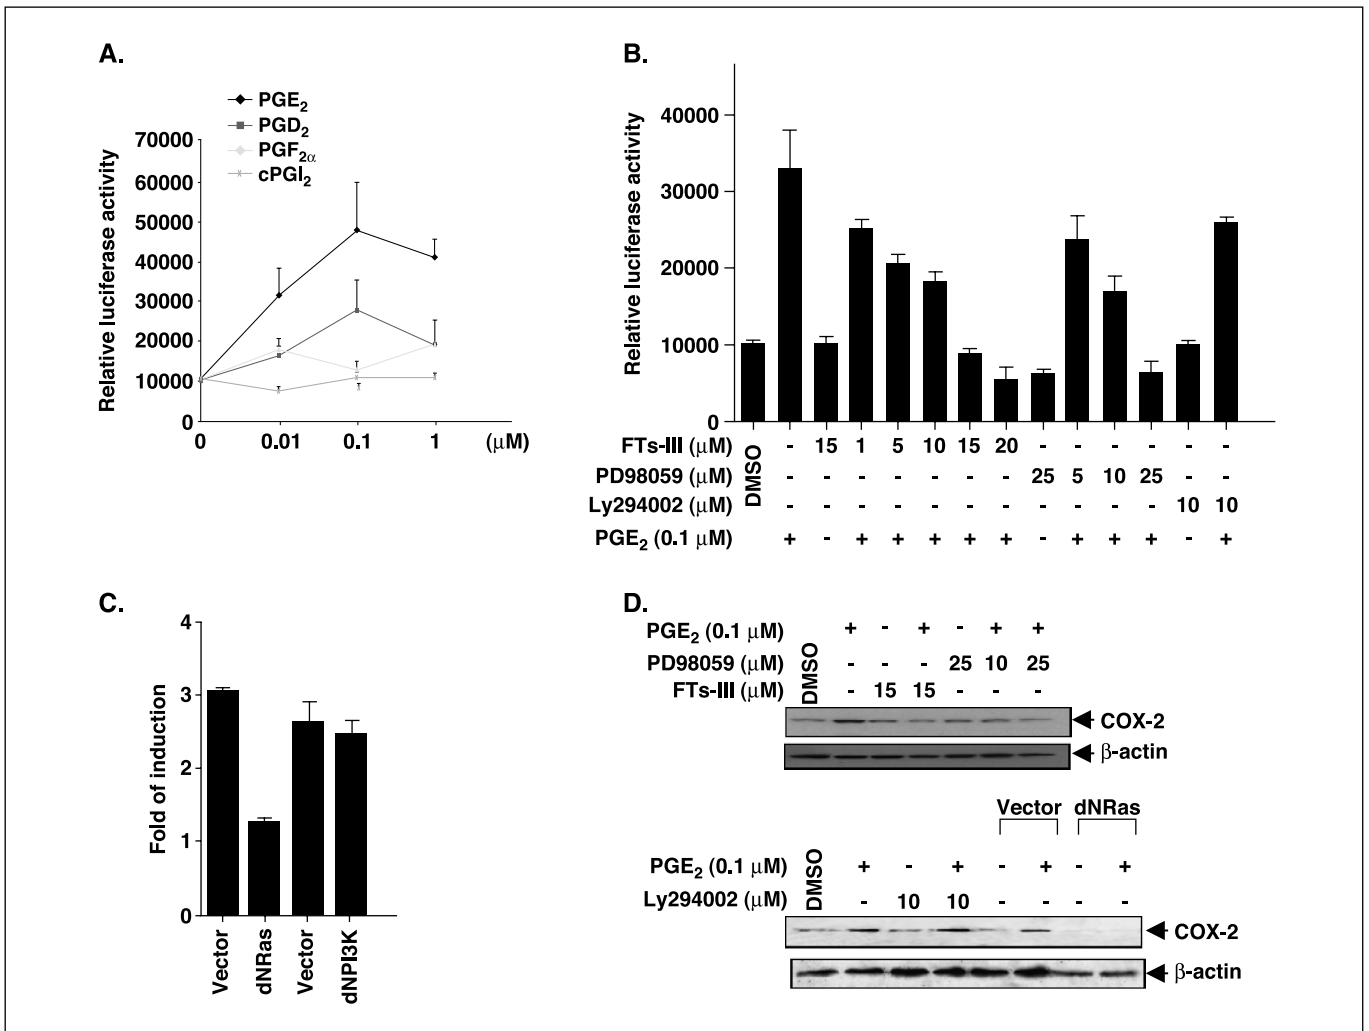 A.
PGE2
PGD2
PGF2α
cPGI2
Relative luciferase activity
70000
60000
50000
40000
30000
20000
10000
0
0 0.01 0.1 1 (μM)
B.
Relative luciferase activity
40000
30000
20000
10000
0
DMSO
FTs-III (μM) - 15 1 5 10 15 20 - - - - - -
PD98059 (μM) - - - - - - - 25 5 10 25 - -
Ly294002 (μM) - - - - - - - - - - - 10 10
PGE2 (0.1 μM) + - + + + + + - + + + - +
C.
Fold of induction
4
3
2
1
0
Vector
dNRas
Vector
dNPI3K
D.
DMSO
PGE2 (0.1 μM) + - + - + +
PD98059 (μM) - - - 25 10 25
FTs-III (μM) - 15 15 - - -
COX-2
β-actin
Vector dNRas
DMSO
PGE2 (0.1 μM) + - + - + - +
Ly294002 (μM) - 10 10 - - - -
COX-2
β-actin